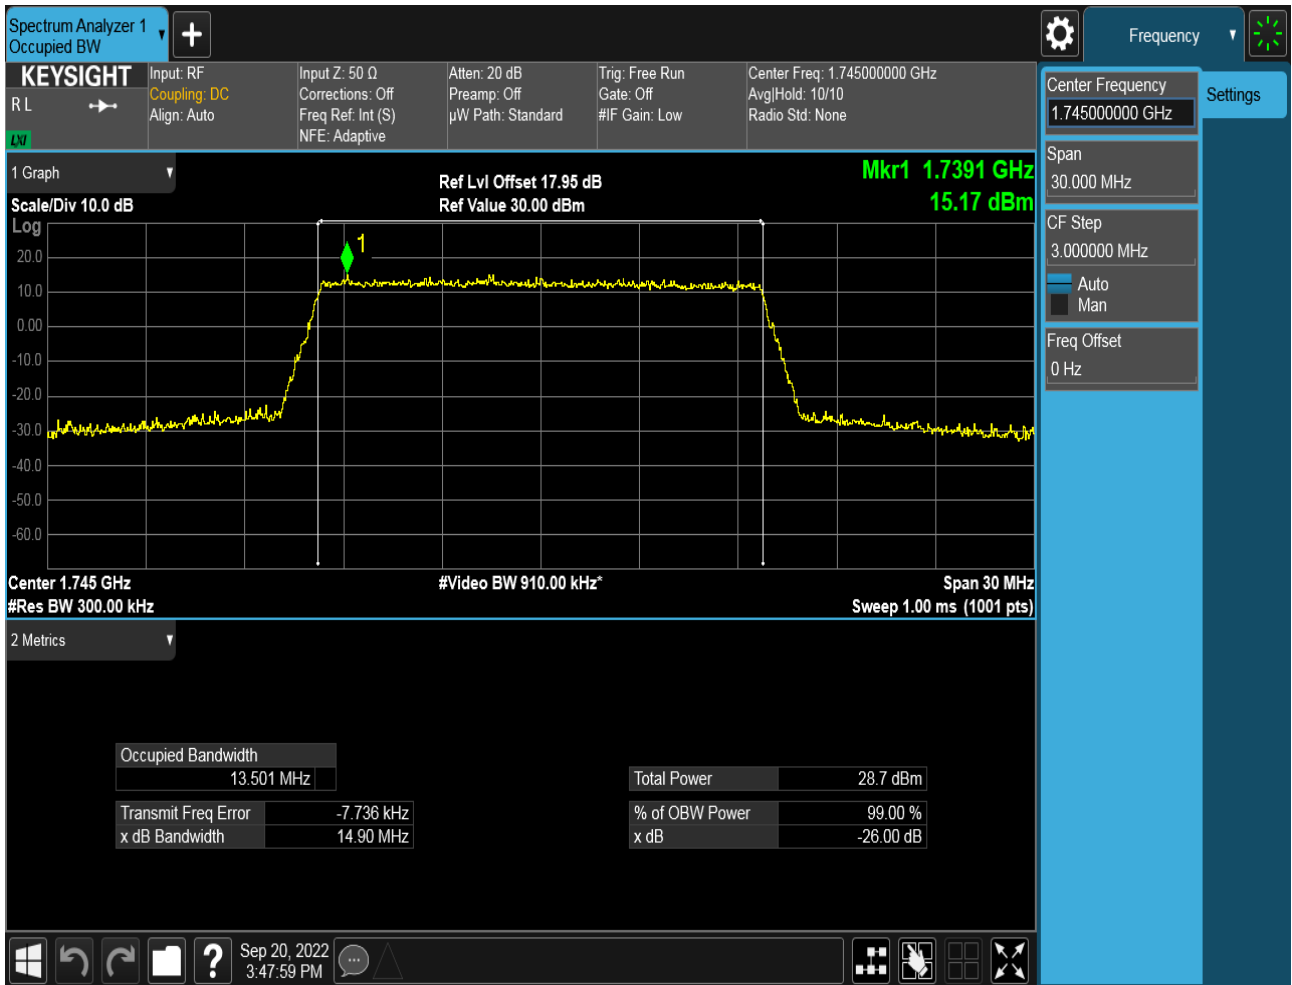 Spectrum Analyzer 1
Occupied BW
Frequency
KEYSIGHT
R L
LXI
Input: RF
Coupling: DC
Align: Auto
Input Z: 50 Ω
Corrections: Off
Freq Ref: Int (S)
NFE: Adaptive
Atten: 20 dB
Preamp: Off
µW Path: Standard
Trig: Free Run
Gate: Off
#IF Gain: Low
Center Freq: 1.745000000 GHz
Avg|Hold: 10/10
Radio Std: None
Center Frequency
1.745000000 GHz
Settings
Span
30.000 MHz
CF Step
3.000000 MHz
Auto
Man
Freq Offset
0 Hz
1 Graph
Scale/Div 10.0 dB
Log
Ref Lvl Offset 17.95 dB
Ref Value 30.00 dBm
Mkr1 1.7391 GHz
15.17 dBm
1
20.0
10.0
0.00
-10.0
-20.0
-30.0
-40.0
-50.0
-60.0
Center 1.745 GHz
#Res BW 300.00 kHz
#Video BW 910.00 kHz*
Span 30 MHz
Sweep 1.00 ms (1001 pts)
2 Metrics
Occupied Bandwidth
13.501 MHz
Transmit Freq Error -7.736 kHz
x dB Bandwidth 14.90 MHz
Total Power 28.7 dBm
% of OBW Power 99.00 %
x dB -26.00 dB
?
Sep 20, 2022
3:47:59 PM